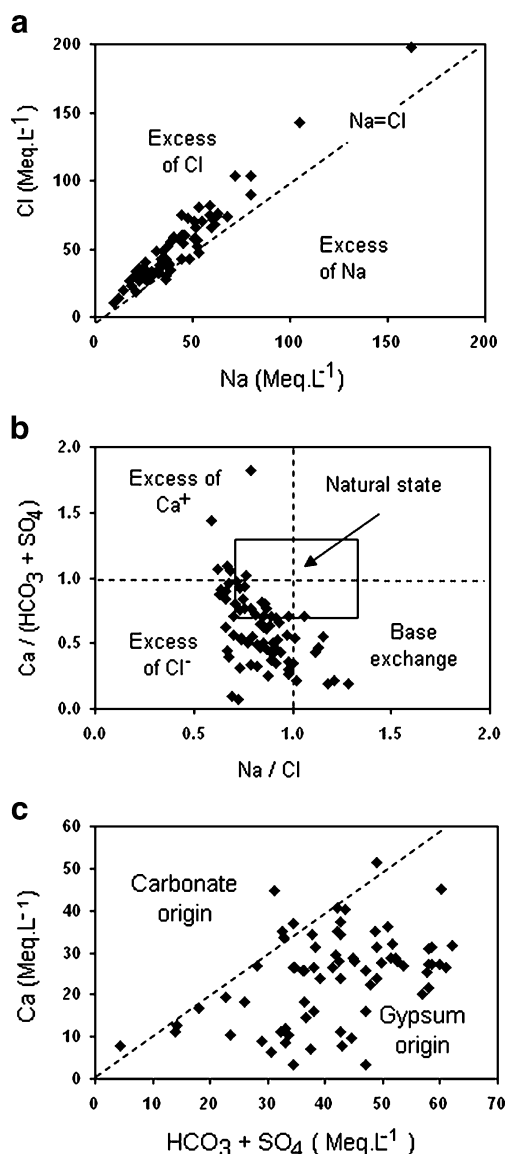 a
200
150
100
50
0
Cl (Meq.L-1)
Excess
of Cl
Na=Cl
Excess
of Na
0 50 100 150 200
Na (Meq.L-1)
b
2.0
1.5
1.0
0.5
0.0
Ca / (HCO3 + SO4)
Excess of
Ca+
Natural state
Excess
of Cl-
Base
exchange
0.0 0.5 1.0 1.5 2.0
Na / Cl
c
60
50
40
30
20
10
0
Ca (Meq.L-1)
Carbonate
origin
Gypsum
origin
0 10 20 30 40 50 60 70
HCO3 + SO4 ( Meq.L-1)